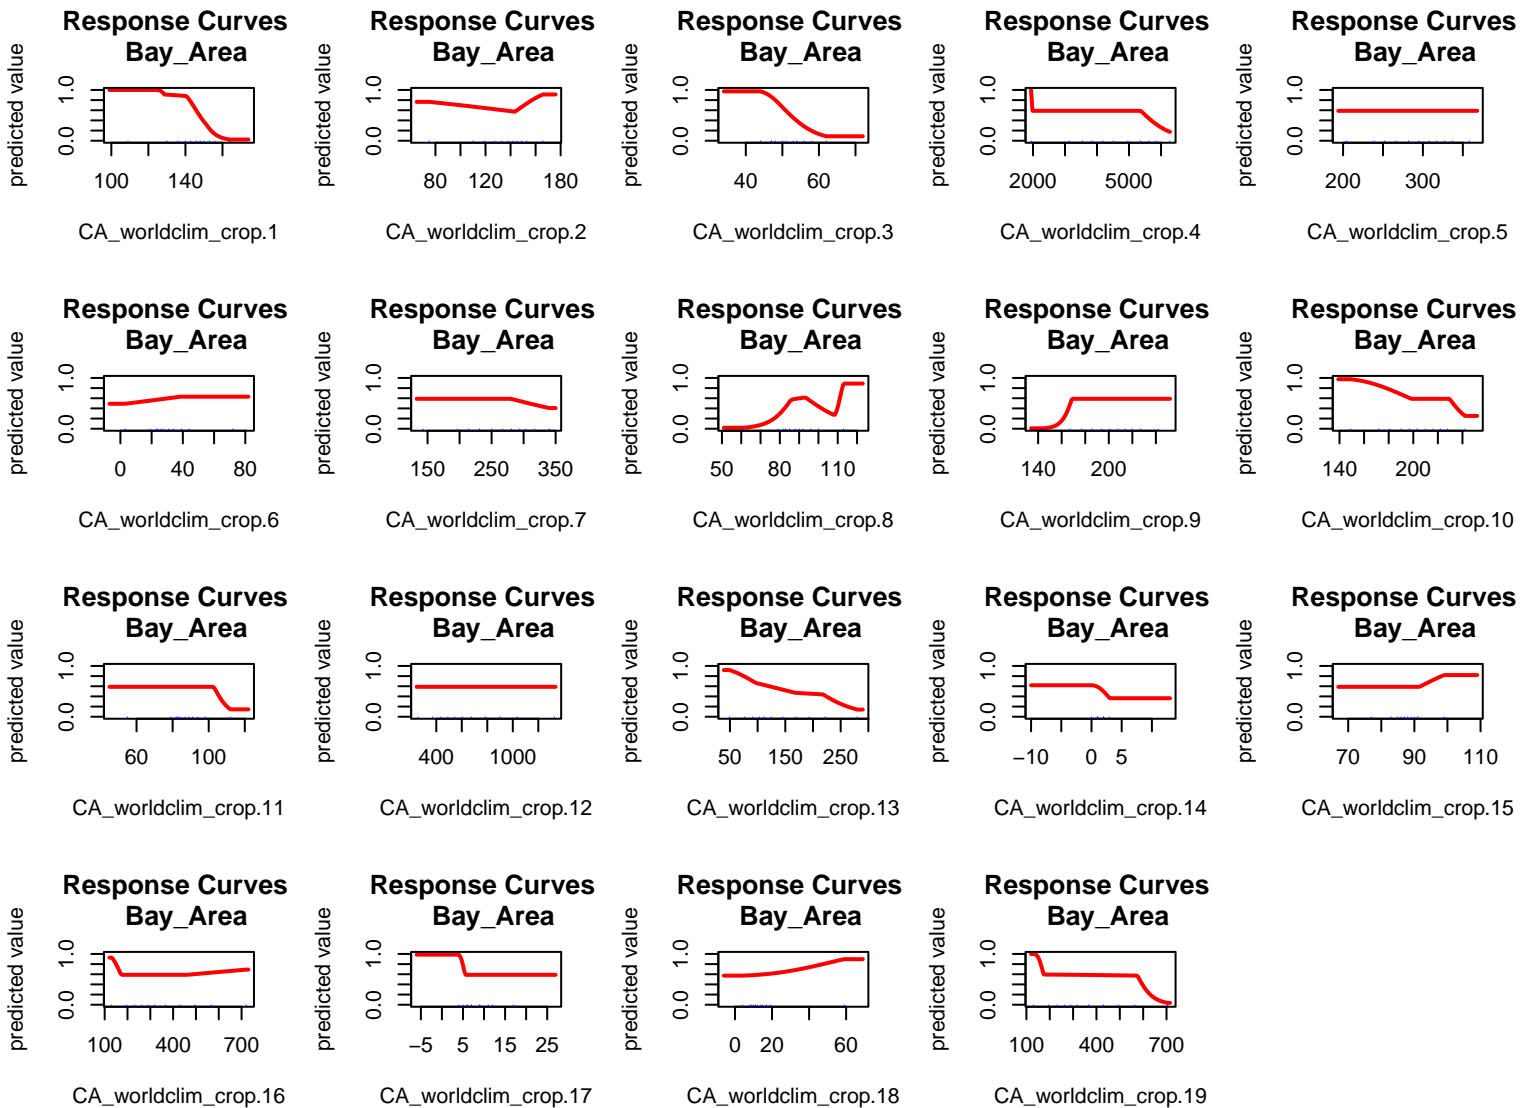 Response Curves
Bay_Area
predicted value
0.0 1.0
100 140
CA_worldclim_crop.1
Response Curves
Bay_Area
predicted value
0.0 1.0
80 120 180
CA_worldclim_crop.2
Response Curves
Bay_Area
predicted value
0.0 1.0
40 60
CA_worldclim_crop.3
Response Curves
Bay_Area
predicted value
0.0 1.0
2000 5000
CA_worldclim_crop.4
Response Curves
Bay_Area
predicted value
0.0 1.0
200 300
CA_worldclim_crop.5
Response Curves
Bay_Area
predicted value
0.0 1.0
0 40 80
CA_worldclim_crop.6
Response Curves
Bay_Area
predicted value
0.0 1.0
150 250 350
CA_worldclim_crop.7
Response Curves
Bay_Area
predicted value
0.0 1.0
50 80 110
CA_worldclim_crop.8
Response Curves
Bay_Area
predicted value
0.0 1.0
140 200
CA_worldclim_crop.9
Response Curves
Bay_Area
predicted value
0.0 1.0
140 200
CA_worldclim_crop.10
Response Curves
Bay_Area
predicted value
0.0 1.0
60 100
CA_worldclim_crop.11
Response Curves
Bay_Area
predicted value
0.0 1.0
400 1000
CA_worldclim_crop.12
Response Curves
Bay_Area
predicted value
0.0 1.0
50 150 250
CA_worldclim_crop.13
Response Curves
Bay_Area
predicted value
0.0 1.0
−10 0 5
CA_worldclim_crop.14
Response Curves
Bay_Area
predicted value
0.0 1.0
70 90 110
CA_worldclim_crop.15
Response Curves
Bay_Area
predicted value
0.0 1.0
100 400 700
CA_worldclim_crop.16
Response Curves
Bay_Area
predicted value
0.0 1.0
−5 5 15 25
CA_worldclim_crop.17
Response Curves
Bay_Area
predicted value
0.0 1.0
0 20 60
CA_worldclim_crop.18
Response Curves
Bay_Area
predicted value
0.0 1.0
100 400 700
CA_worldclim_crop.19